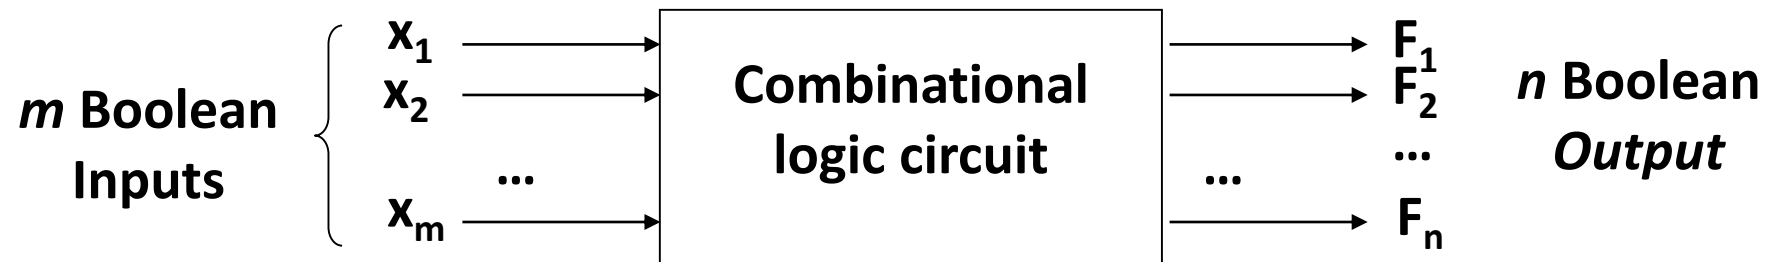 m Boolean
Inputs
x₁
x₂
...
xₘ
Combinational
logic circuit
...
F₁
F₂
...
Fₙ
n Boolean
Output